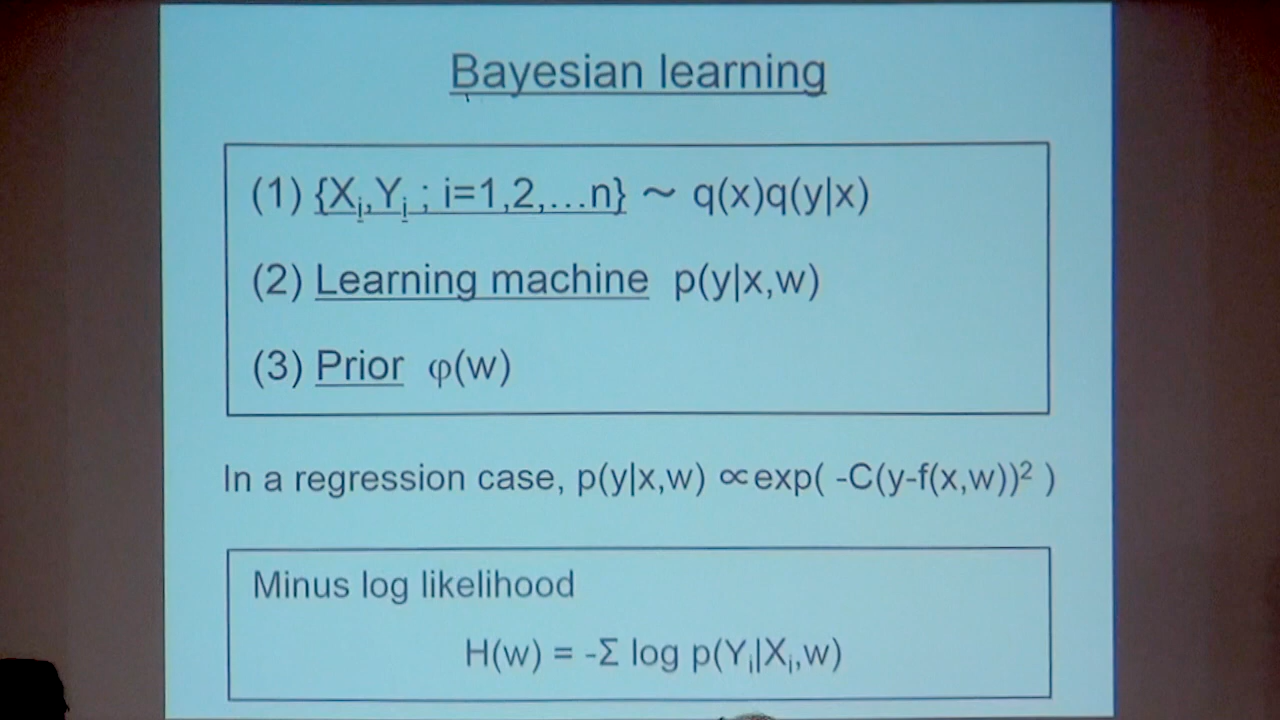 Bayesian learning
(1) {Xi,Yi ; i=1,2,…n} ~ q(x)q(y|x)
(2) Learning machine p(y|x,w)
(3) Prior φ(w)
In a regression case, p(y|x,w) ∝exp( -C(y-f(x,w))² )
Minus log likelihood
H(w) = -Σ log p(Yi|Xi,w)